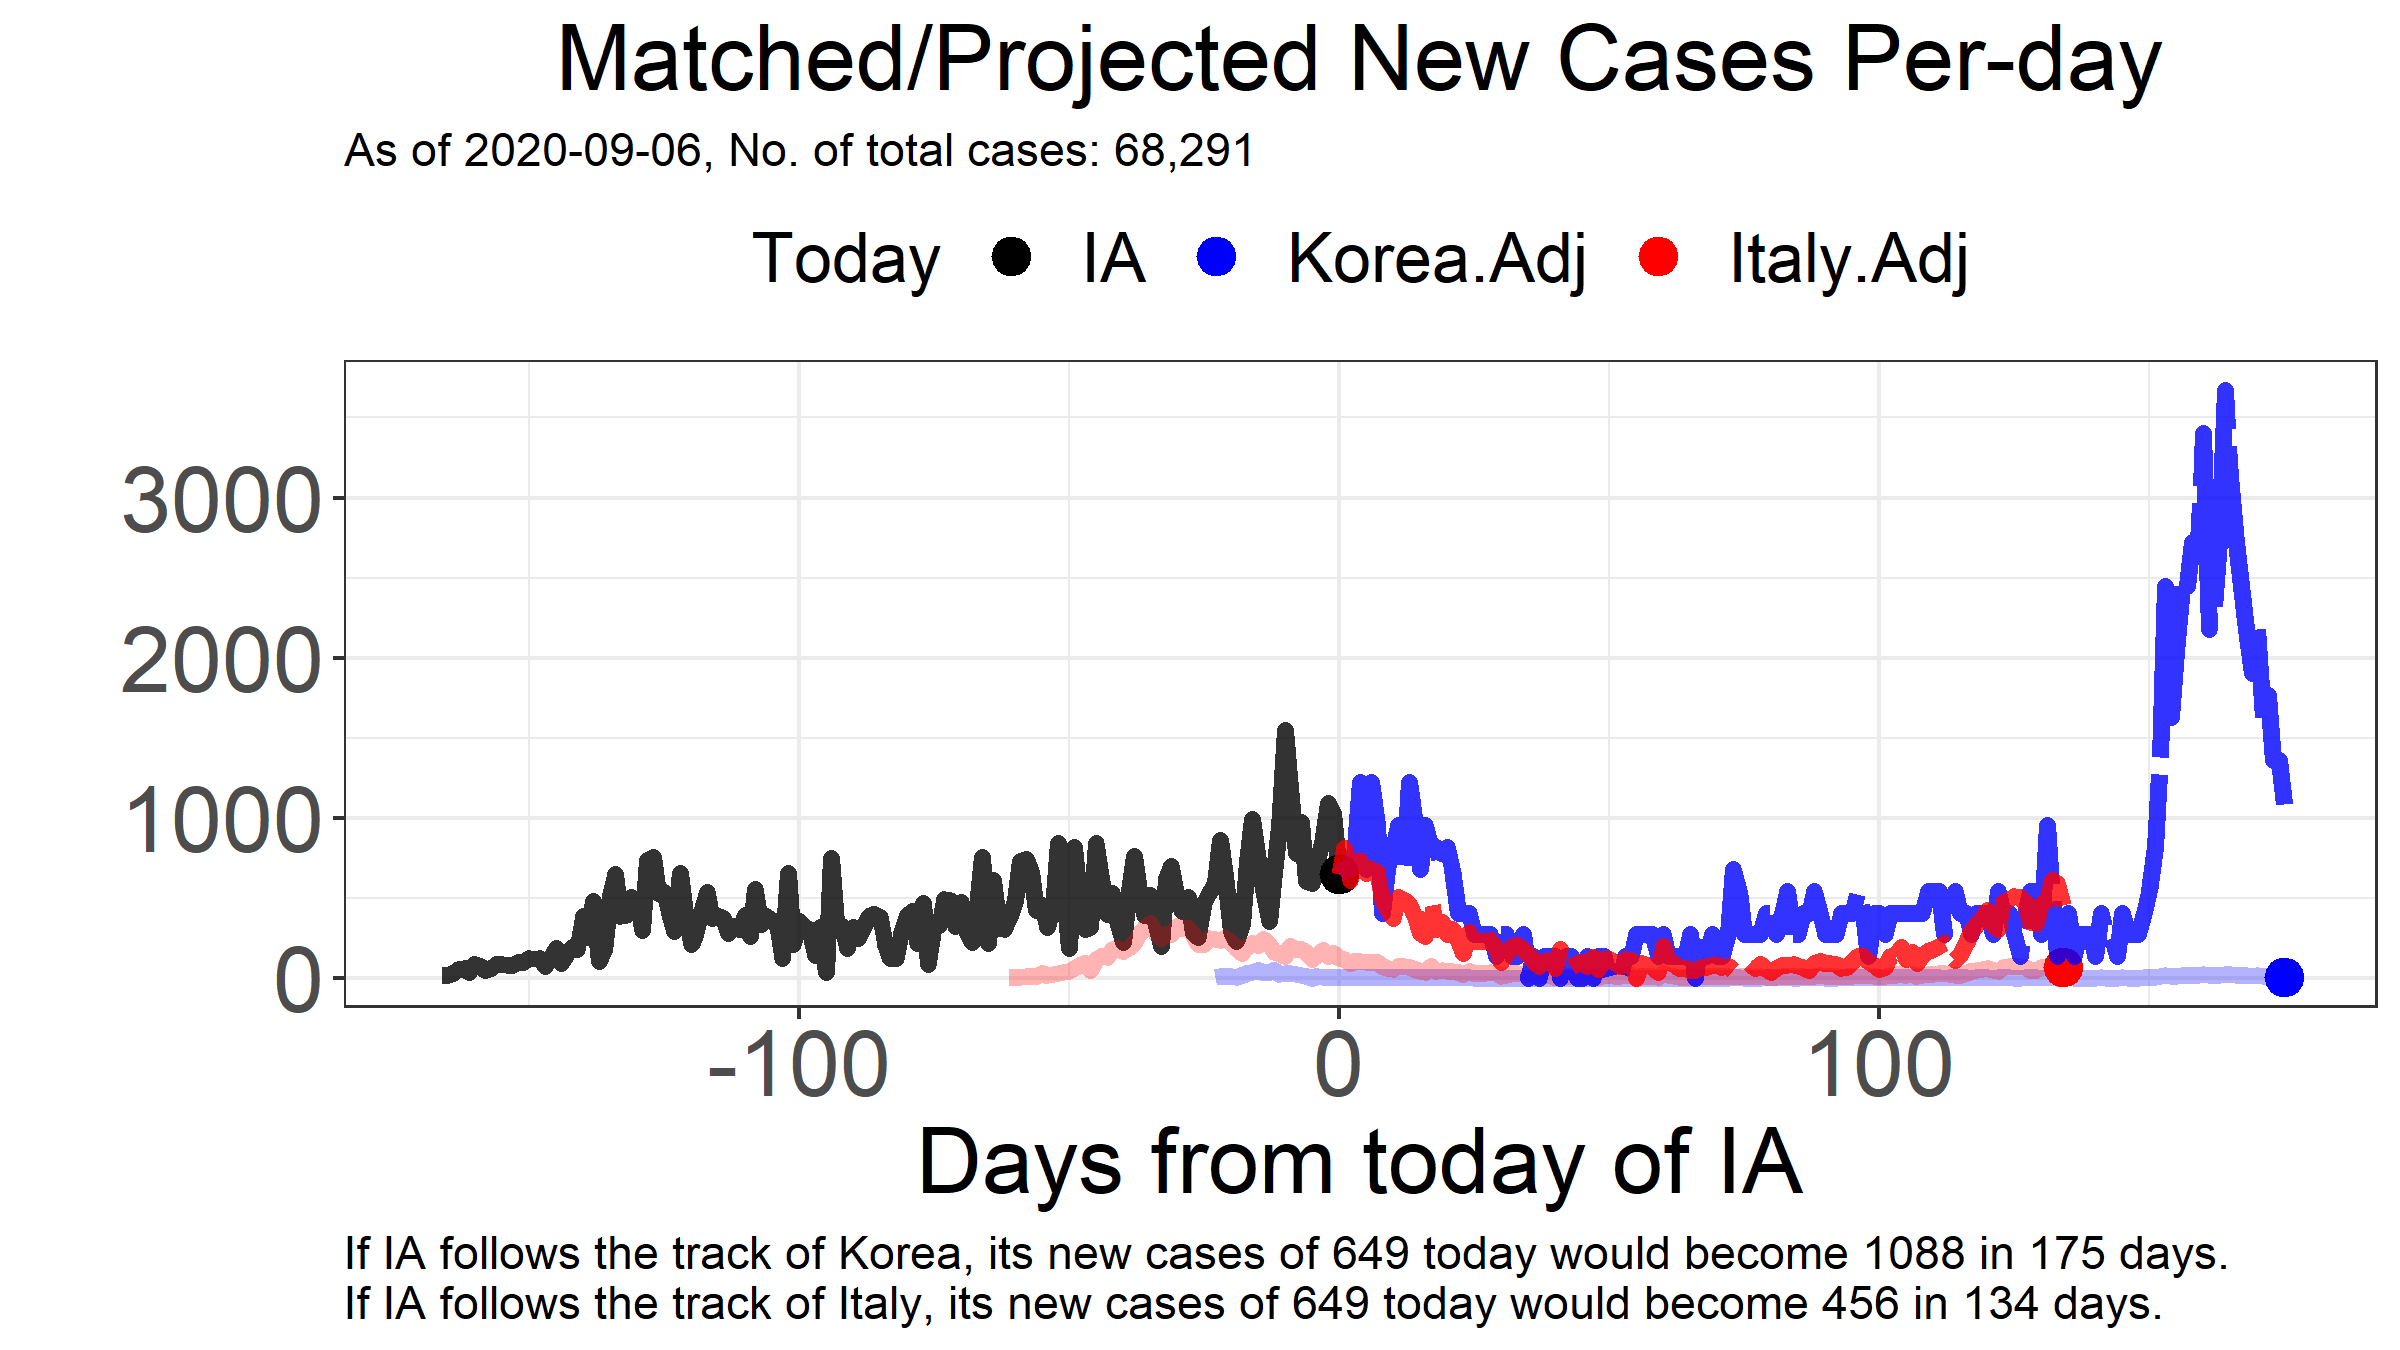 Matched/Projected New Cases Per-day
As of 2020-09-06, No. of total cases: 68,291
Today IA Korea.Adj Italy.Adj
3000
2000
1000
0
-100 0 100
Days from today of IA
If IA follows the track of Korea, its new cases of 649 today would become 1088 in 175 days.
If IA follows the track of Italy, its new cases of 649 today would become 456 in 134 days.